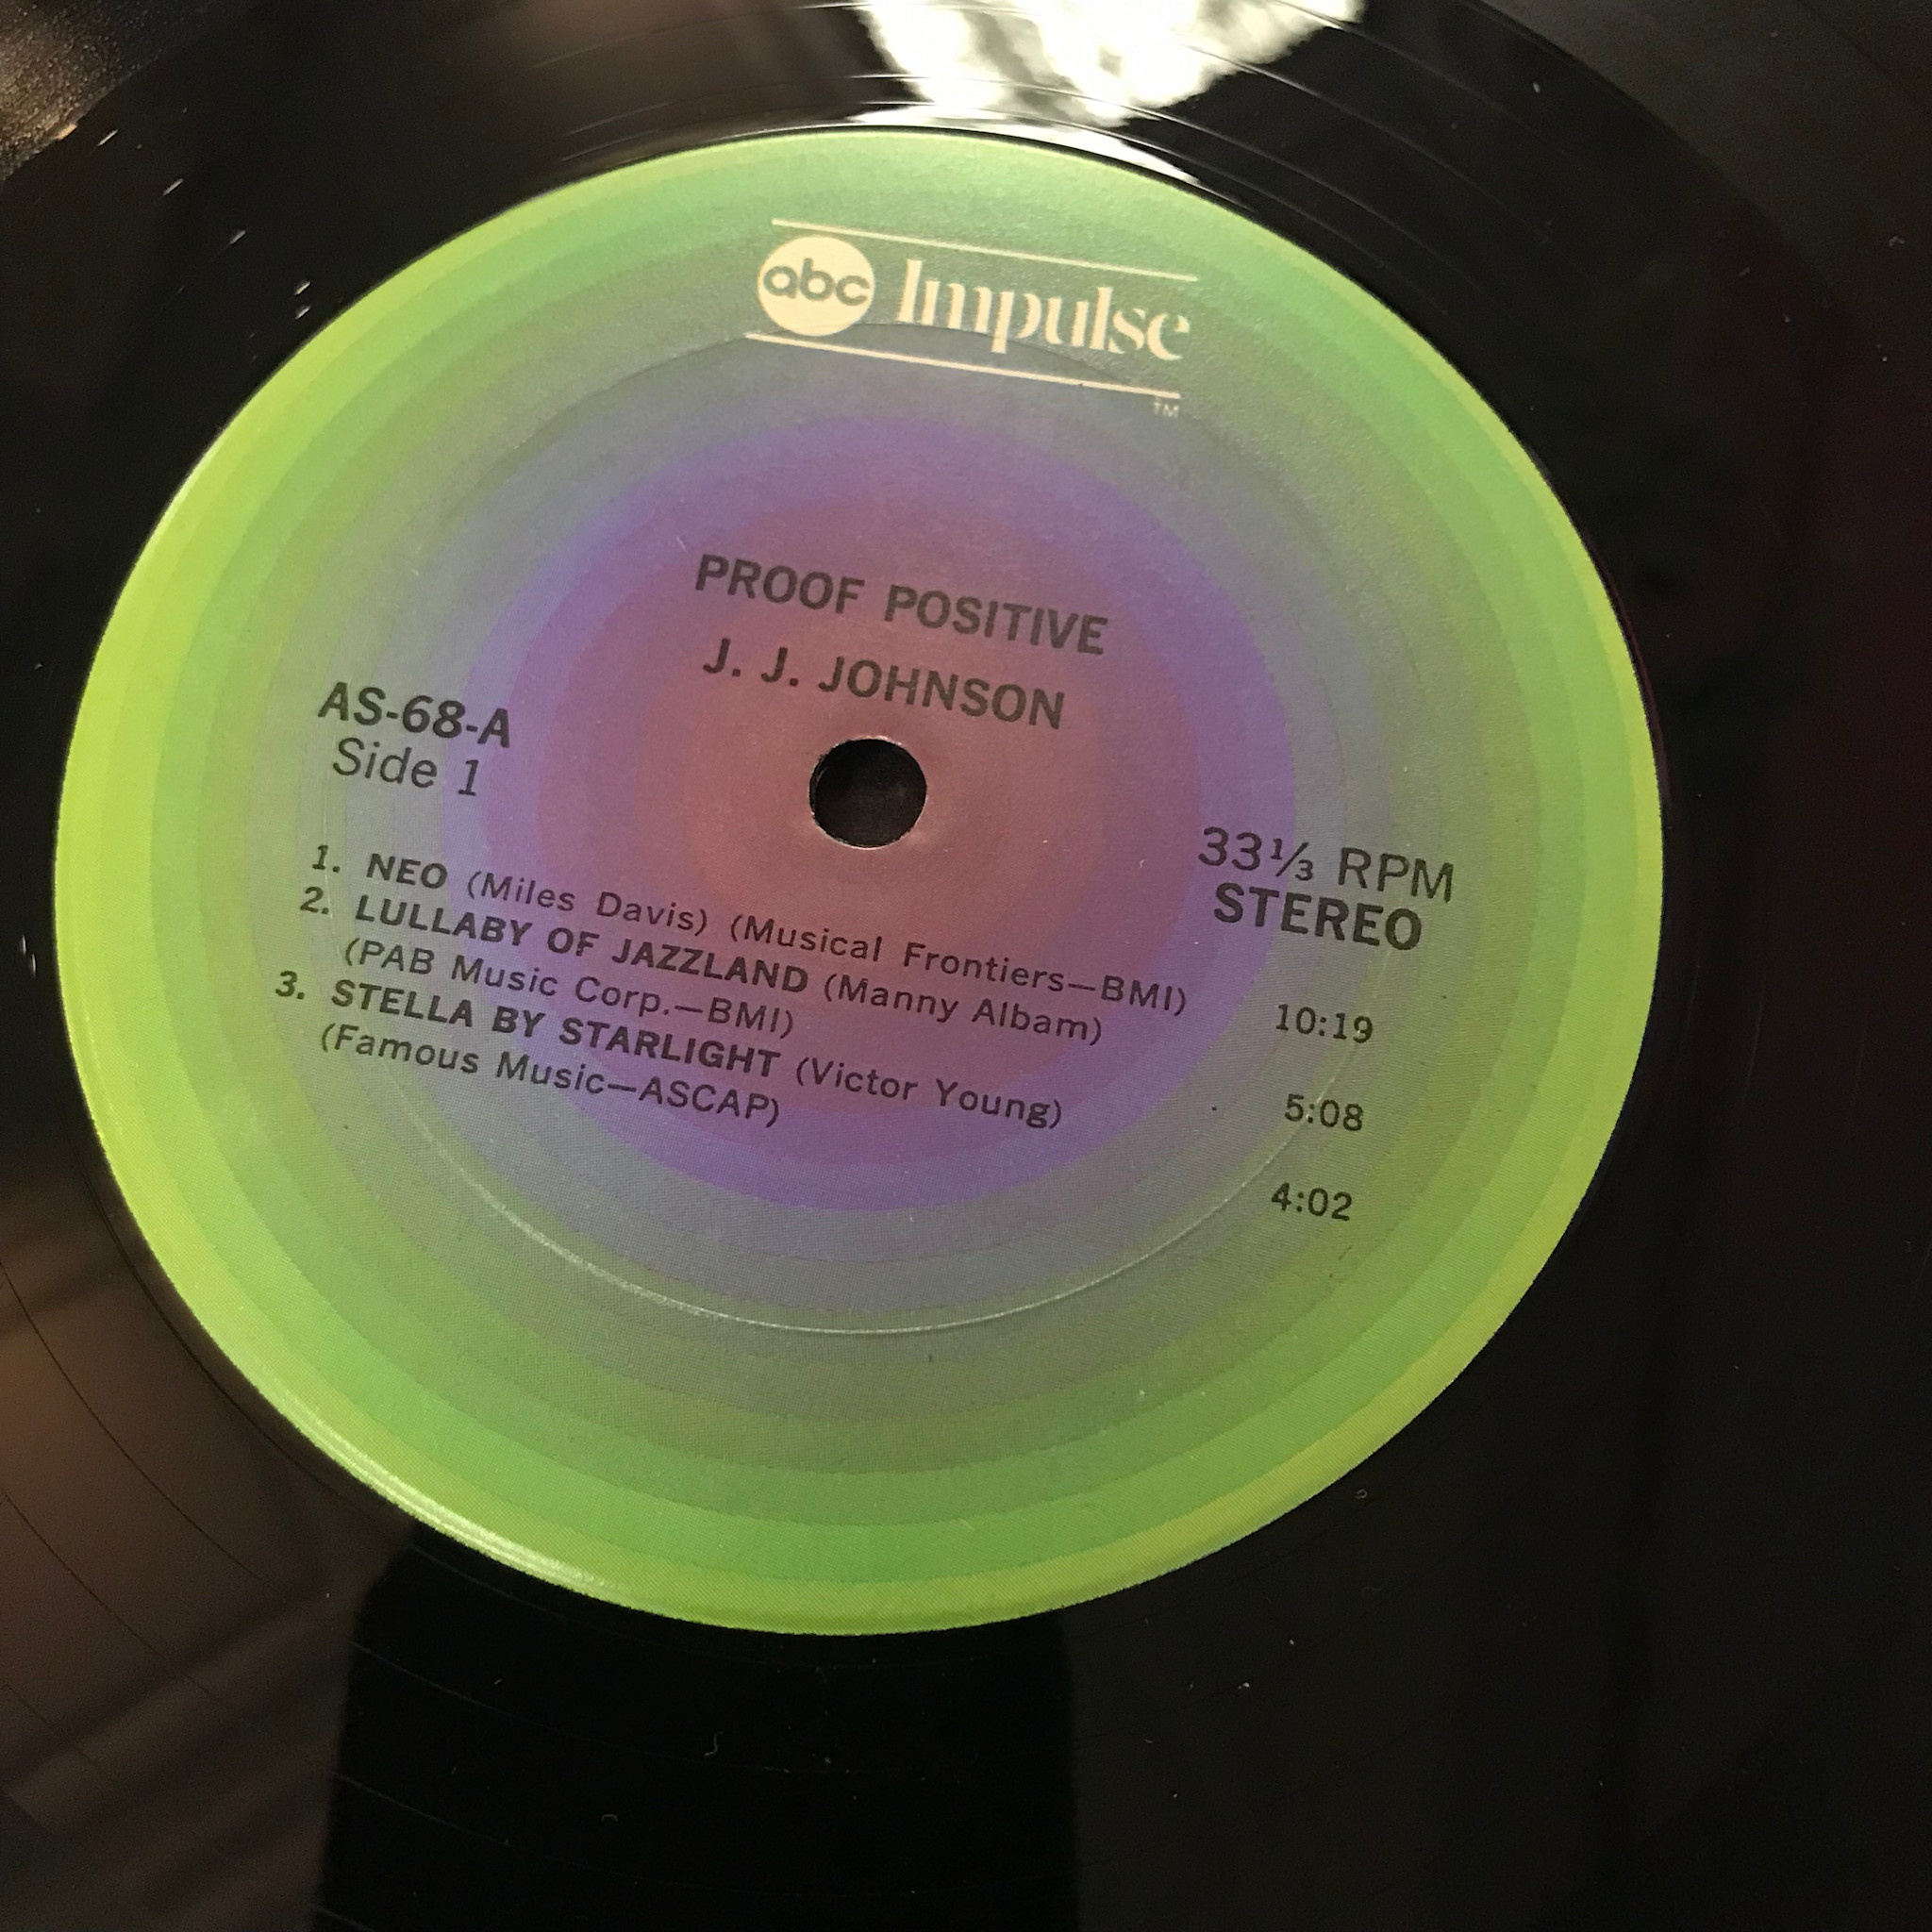 abc Impulse
TM
PROOF POSITIVE
J. J. JOHNSON
AS-68-A
Side 1
33⅓ RPM
STEREO
1. NEO (Miles Davis) (Musical Frontiers—BMI) 10:19
2. LULLABY OF JAZZLAND (Manny Albam)
(PAB Music Corp.—BMI) 5:08
3. STELLA BY STARLIGHT (Victor Young)
(Famous Music—ASCAP) 4:02